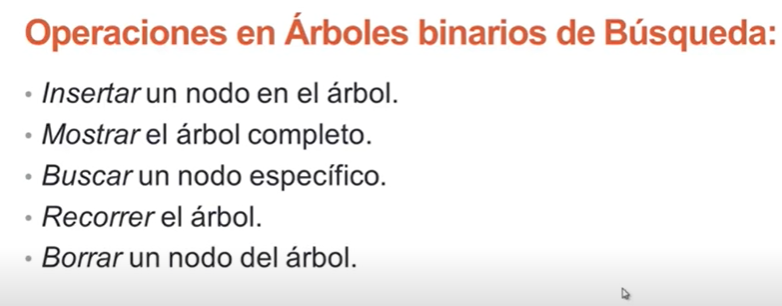 Operaciones en Árboles binarios de Búsqueda:
• Insertar un nodo en el árbol.
• Mostrar el árbol completo.
• Buscar un nodo específico.
• Recorrer el árbol.
• Borrar un nodo del árbol.